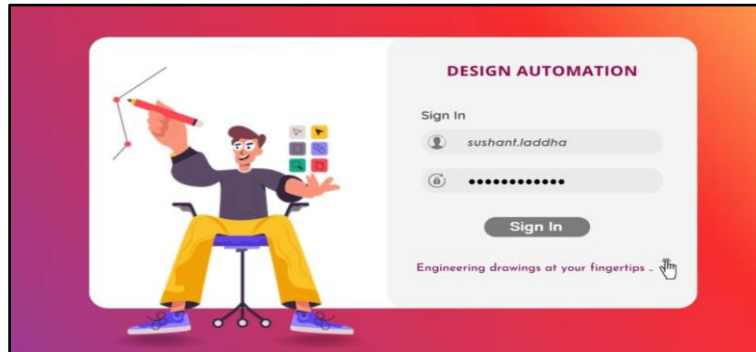 DESIGN AUTOMATION
Sign In
sushant.laddha
••••••••••••
Sign In
Engineering drawings at your fingertips ..